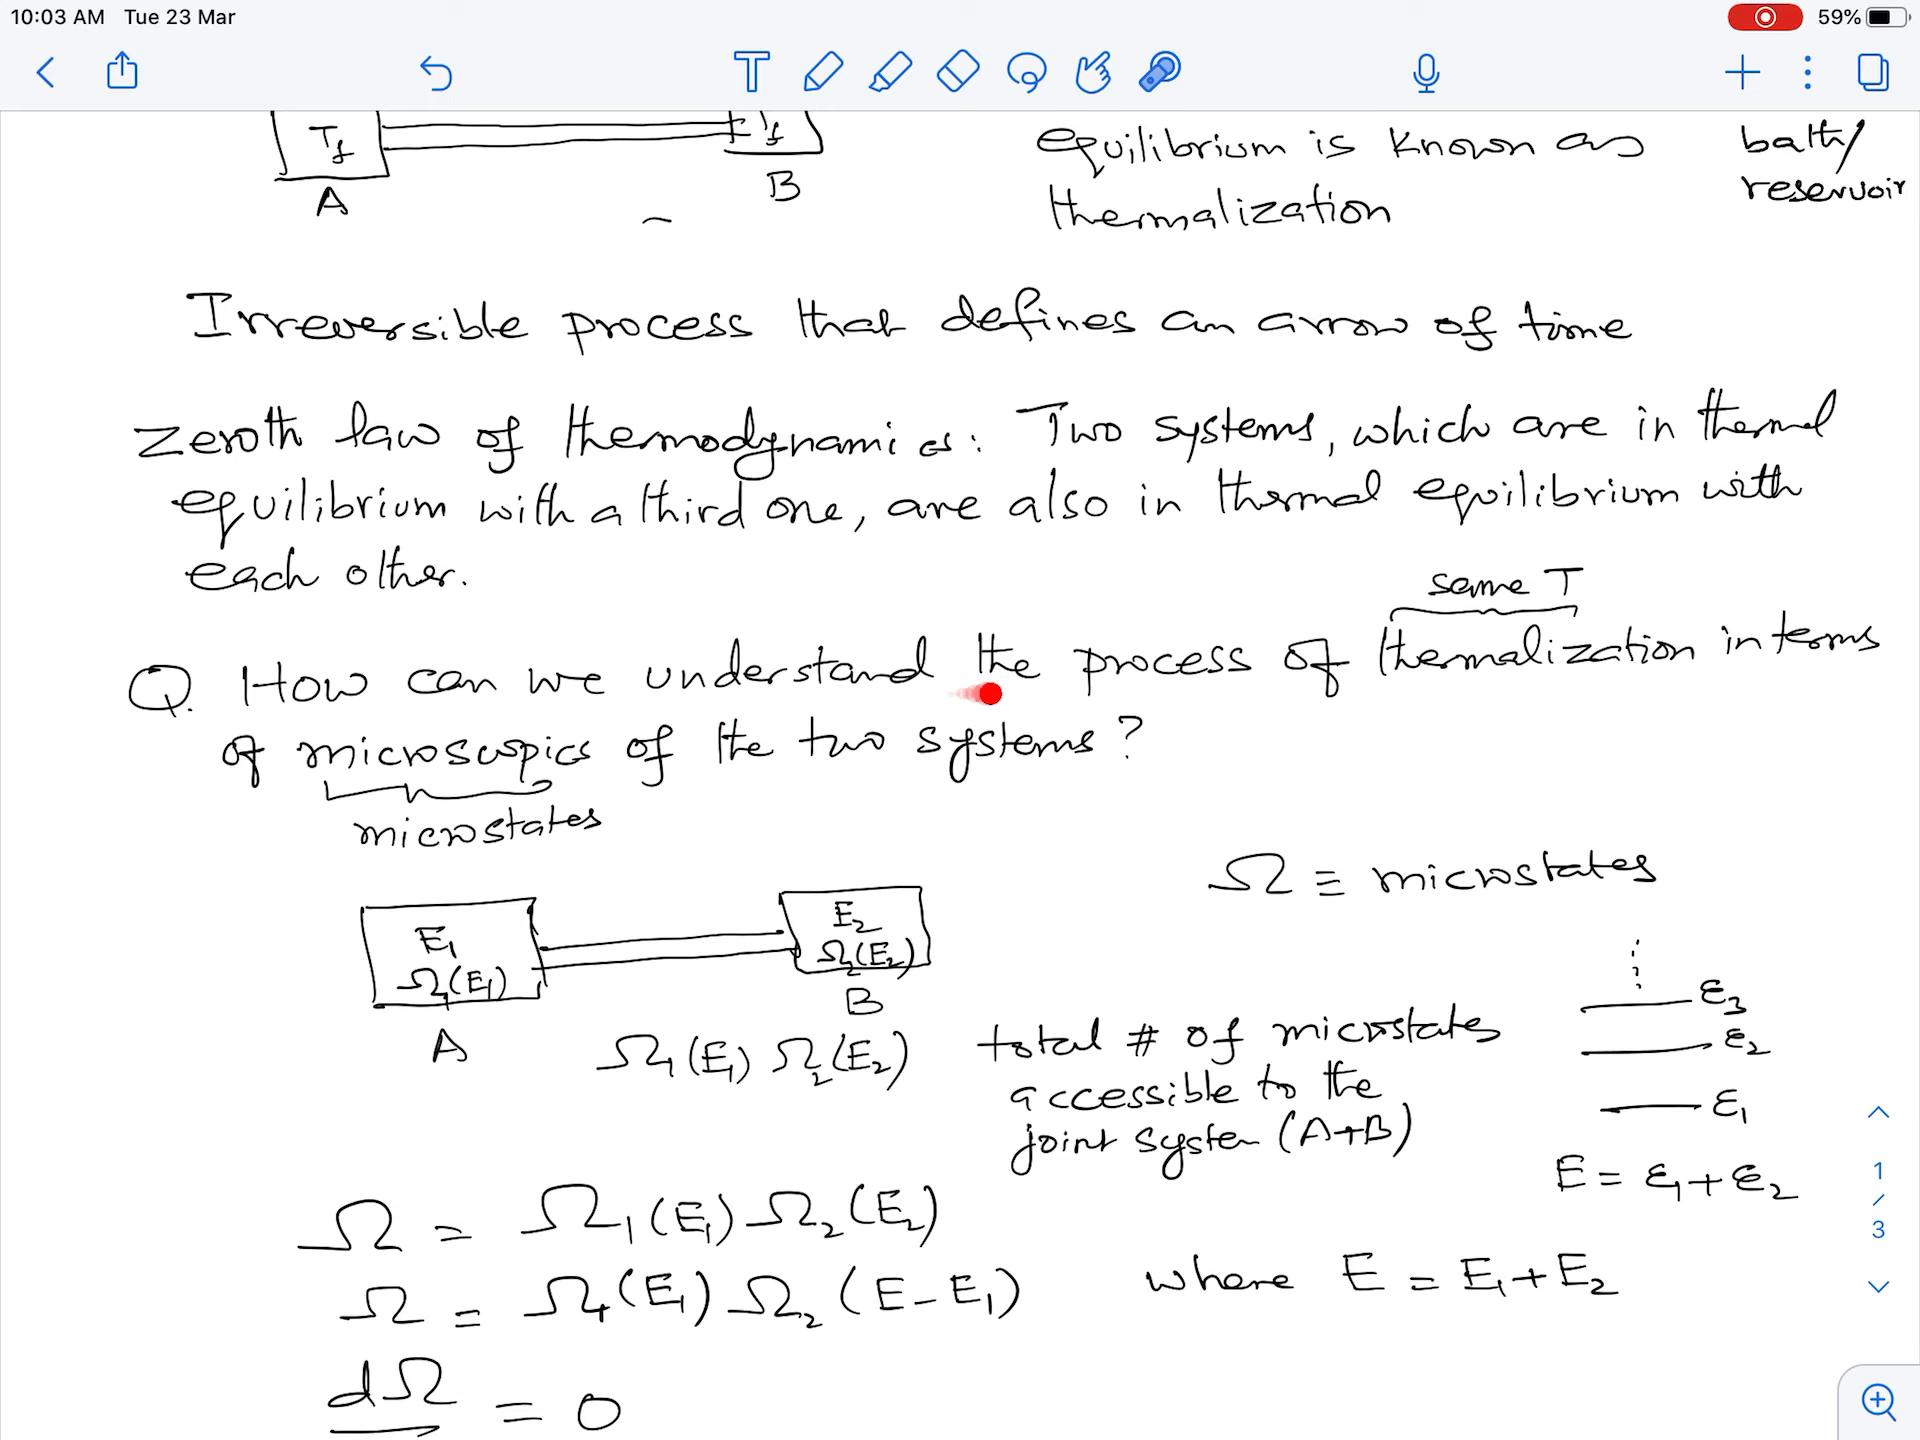 10:03 AM Tue 23 Mar
59%
T
T_f
A
B
equilibrium is known as
thermalization
bath/
reservoir
Irreversible process that defines an arrow of time
Zeroth law of thermodynamics: Two systems, which are in thermal
equilibrium with a third one, are also in thermal equilibrium with
each other.
same T
Q. How can we understand the process of thermalization in terms
of microscopics of the two systems?
microstates
Ω ≡ microstates
E₁
Ω₁(E₁)
A
E₂
Ω₂(E₂)
B
Ω₁(E₁) Ω₂(E₂)
total # of microstates
accessible to the
joint system (A+B)
ε₃
ε₂
ε₁
E = ε₁ + ε₂
Ω = Ω₁(E₁) Ω₂(E₂)
Ω = Ω₁(E₁) Ω₂(E - E₁)
where E = E₁ + E₂
dΩ = 0
1
/
3